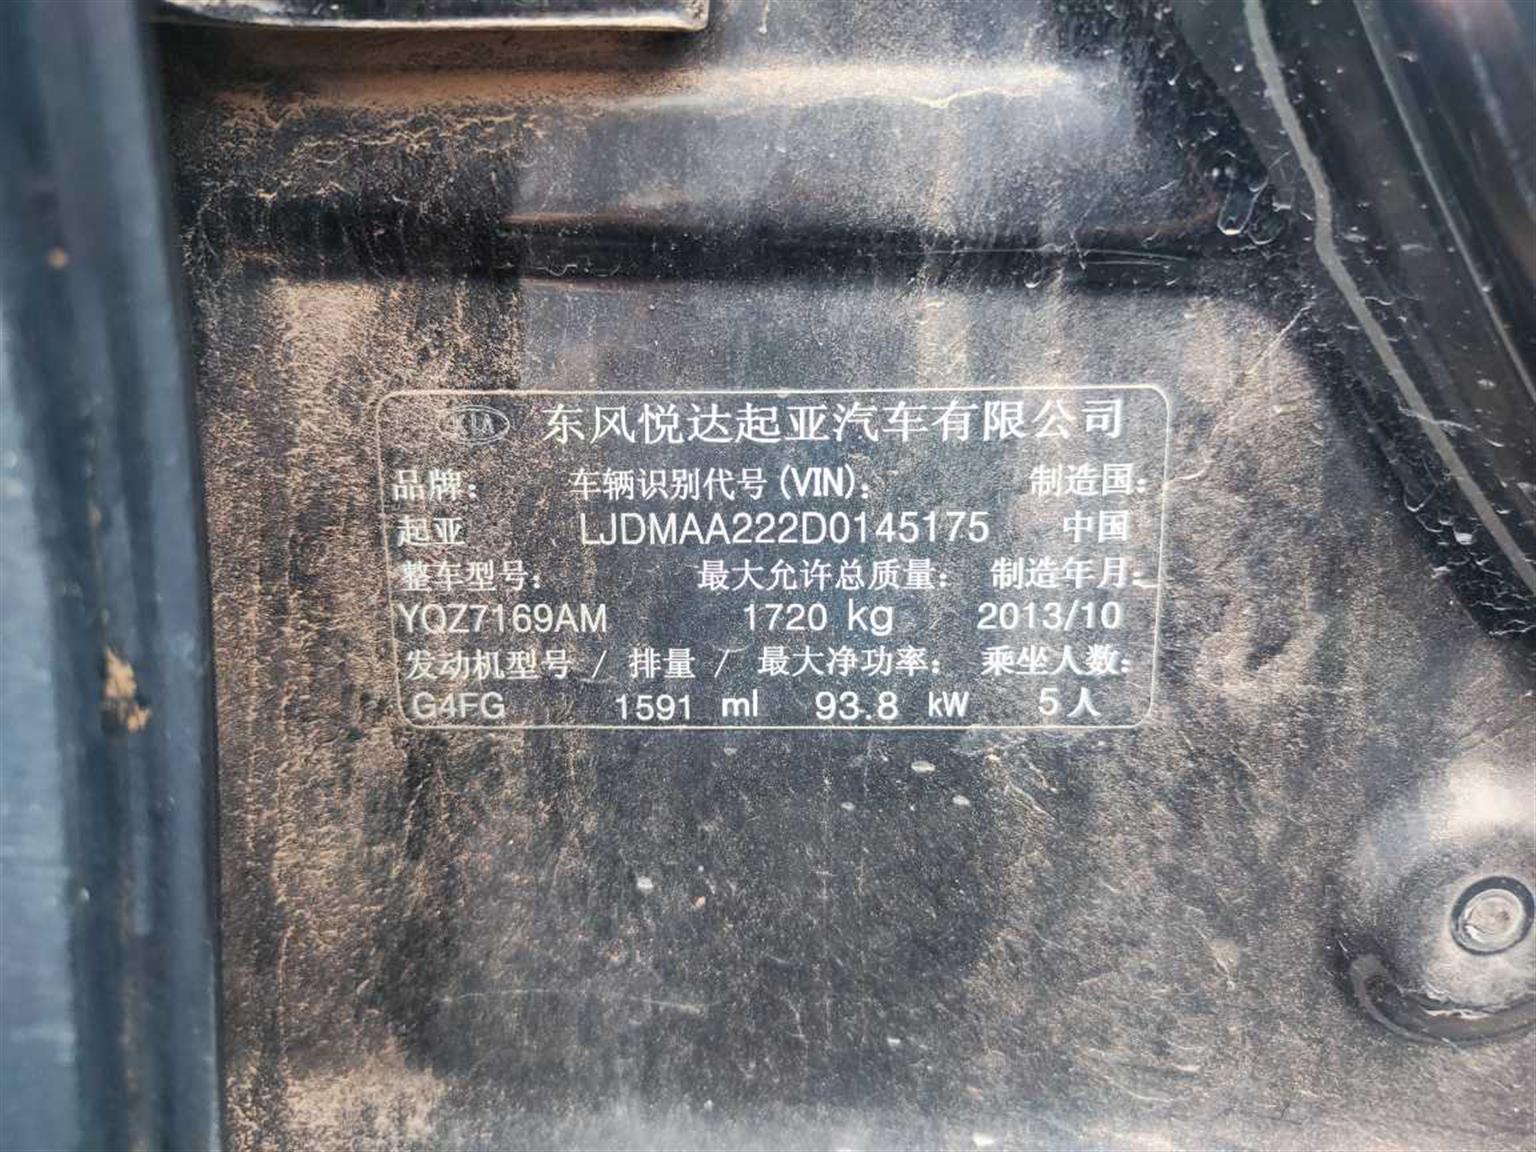 KIA 东风悦达起亚汽车有限公司
品牌： 车辆识别代号(VIN)： 制造国：
起亚 LJDMAA222D0145175 中国
整车型号： 最大允许总质量： 制造年月：
YQZ7169AM 1720 kg 2013/10
发动机型号 / 排量 / 最大净功率： 乘坐人数：
G4FG 1591 ml 93.8 kW 5人